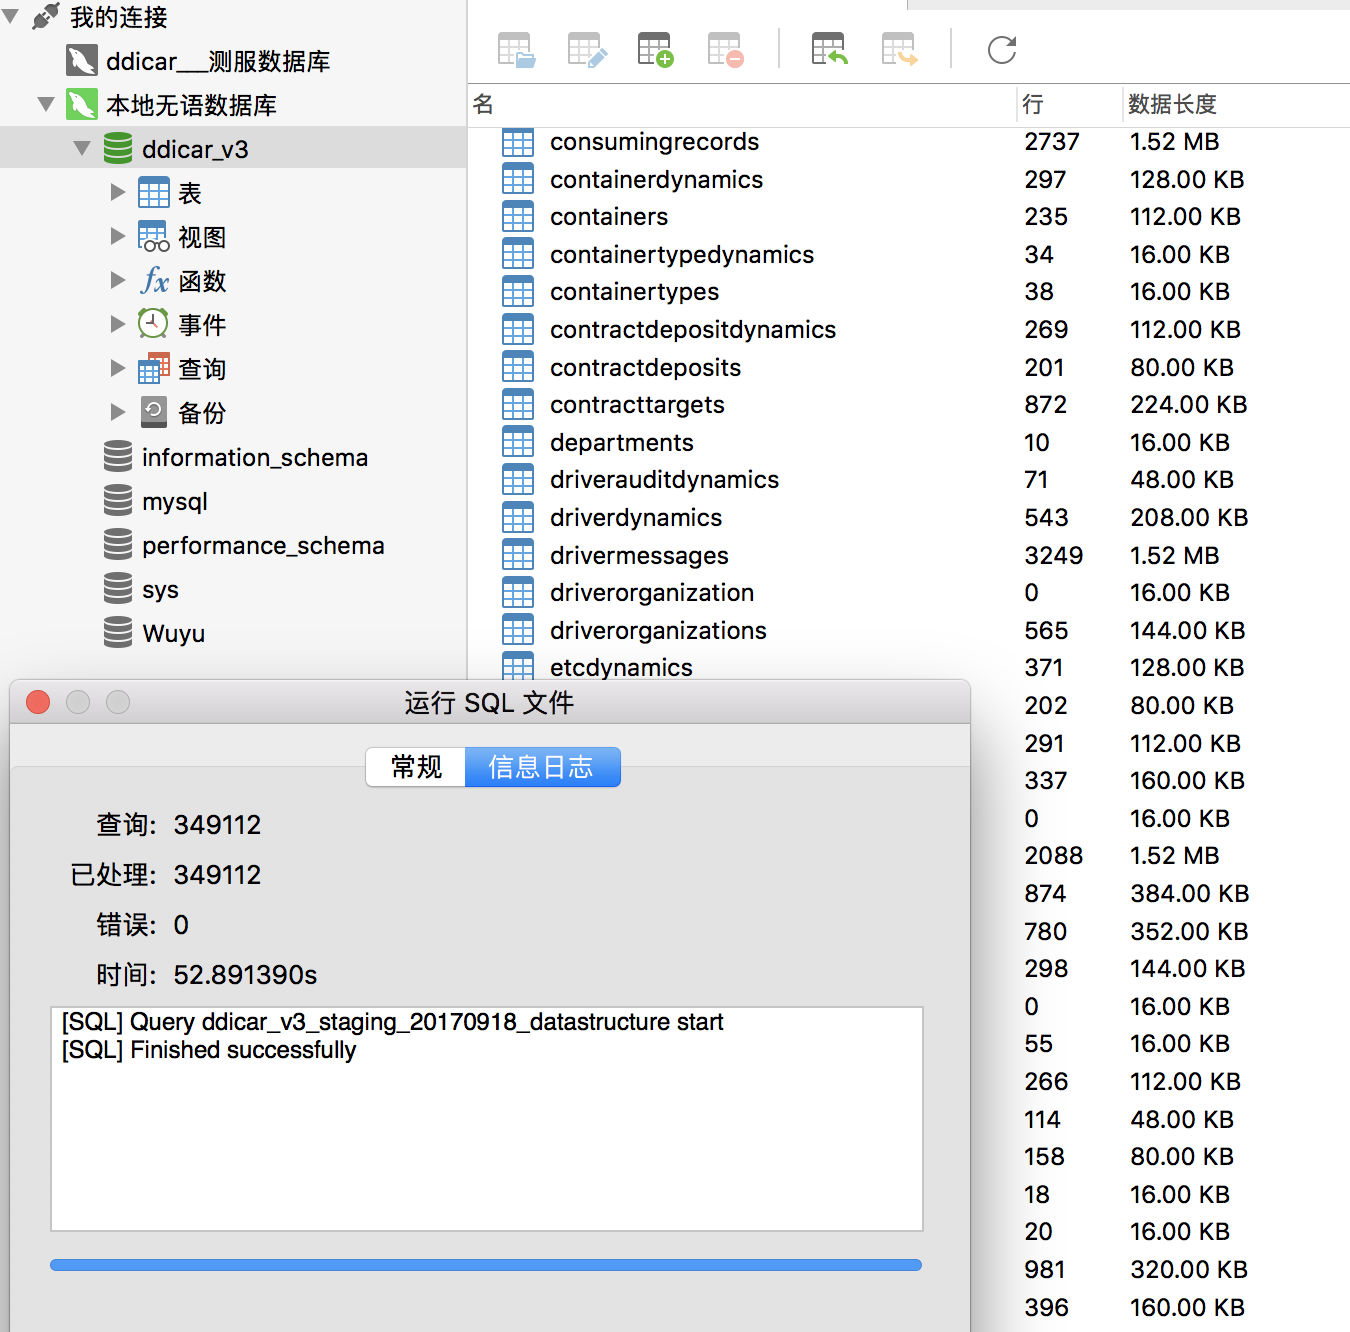 我的连接
ddicar___测服数据库
本地无语数据库
ddicar_v3
表
视图
fx 函数
事件
查询
备份
information_schema
mysql
performance_schema
sys
Wuyu
名 行 数据长度
consumingrecords 2737 1.52 MB
containerdynamics 297 128.00 KB
containers 235 112.00 KB
containertypedynamics 34 16.00 KB
containertypes 38 16.00 KB
contractdepositdynamics 269 112.00 KB
contractdeposits 201 80.00 KB
contracttargets 872 224.00 KB
departments 10 16.00 KB
driverauditdynamics 71 48.00 KB
driverdynamics 543 208.00 KB
drivermessages 3249 1.52 MB
driverorganization 0 16.00 KB
driverorganizations 565 144.00 KB
etcdynamics 371 128.00 KB
202 80.00 KB
291 112.00 KB
337 160.00 KB
0 16.00 KB
2088 1.52 MB
874 384.00 KB
780 352.00 KB
298 144.00 KB
0 16.00 KB
55 16.00 KB
266 112.00 KB
114 48.00 KB
158 80.00 KB
18 16.00 KB
20 16.00 KB
981 320.00 KB
396 160.00 KB
运行 SQL 文件
常规 信息日志
查询: 349112
已处理: 349112
错误: 0
时间: 52.891390s
[SQL] Query ddicar_v3_staging_20170918_datastructure start
[SQL] Finished successfully